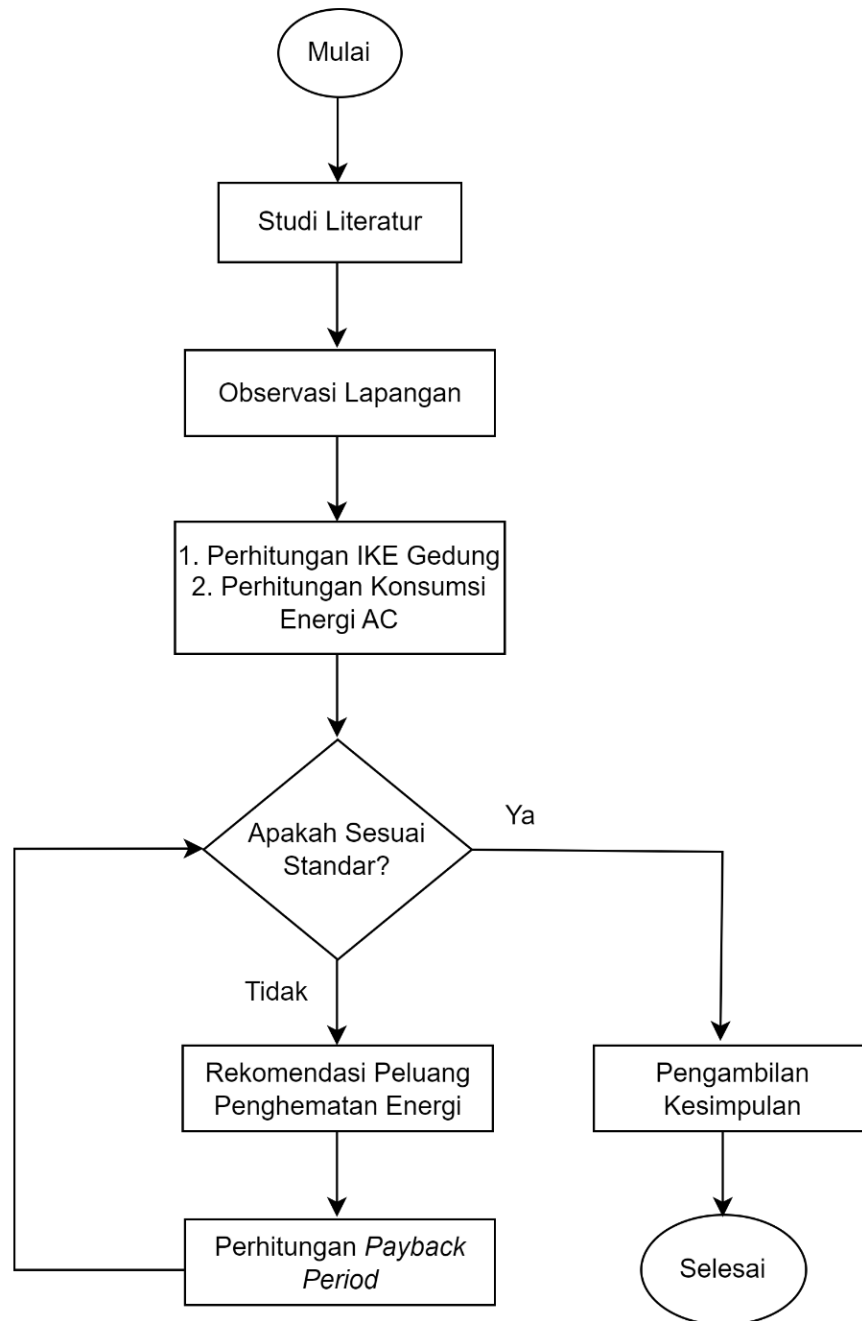 Mulai
Studi Literatur
Observasi Lapangan
1. Perhitungan IKE Gedung
2. Perhitungan Konsumsi
Energi AC
Apakah Sesuai
Standar?
Ya
Tidak
Rekomendasi Peluang
Penghematan Energi
Perhitungan Payback
Period
Pengambilan
Kesimpulan
Selesai